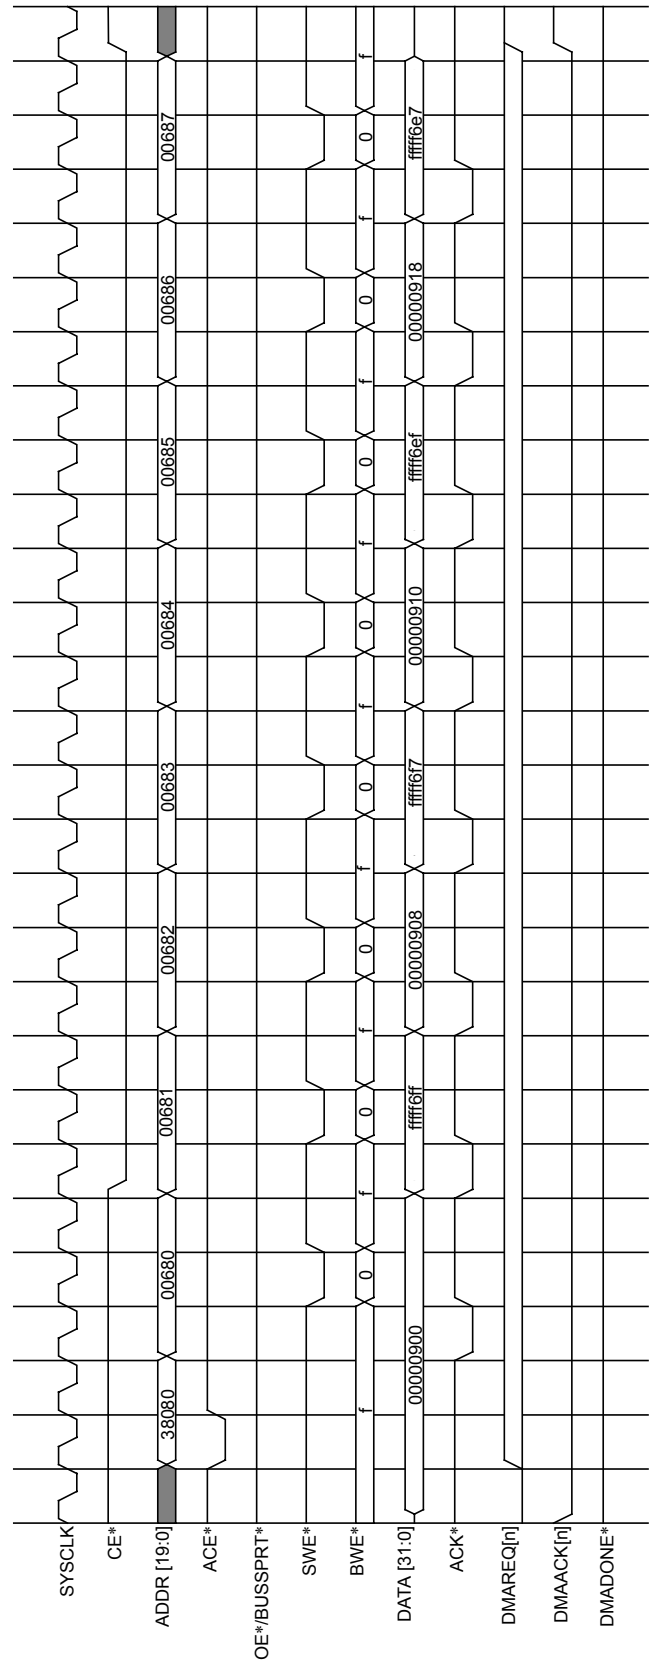 SYSCLK
CE*
ADDR [19:0] 38080 00680 00681 00682 00683 00684 00685 00686 00687
ACE*
OE*/BUSSPRT*
SWE*
BWE* f 0 f 0 f 0 f 0 f 0 f 0 f 0 f 0 f
DATA [31:0] 00000900 fffff6ff 00000908 fffff6f7 00000910 fffff6ef 00000918 fffff6e7
ACK*
DMAREQ[n]
DMAACK[n]
DMADONE*